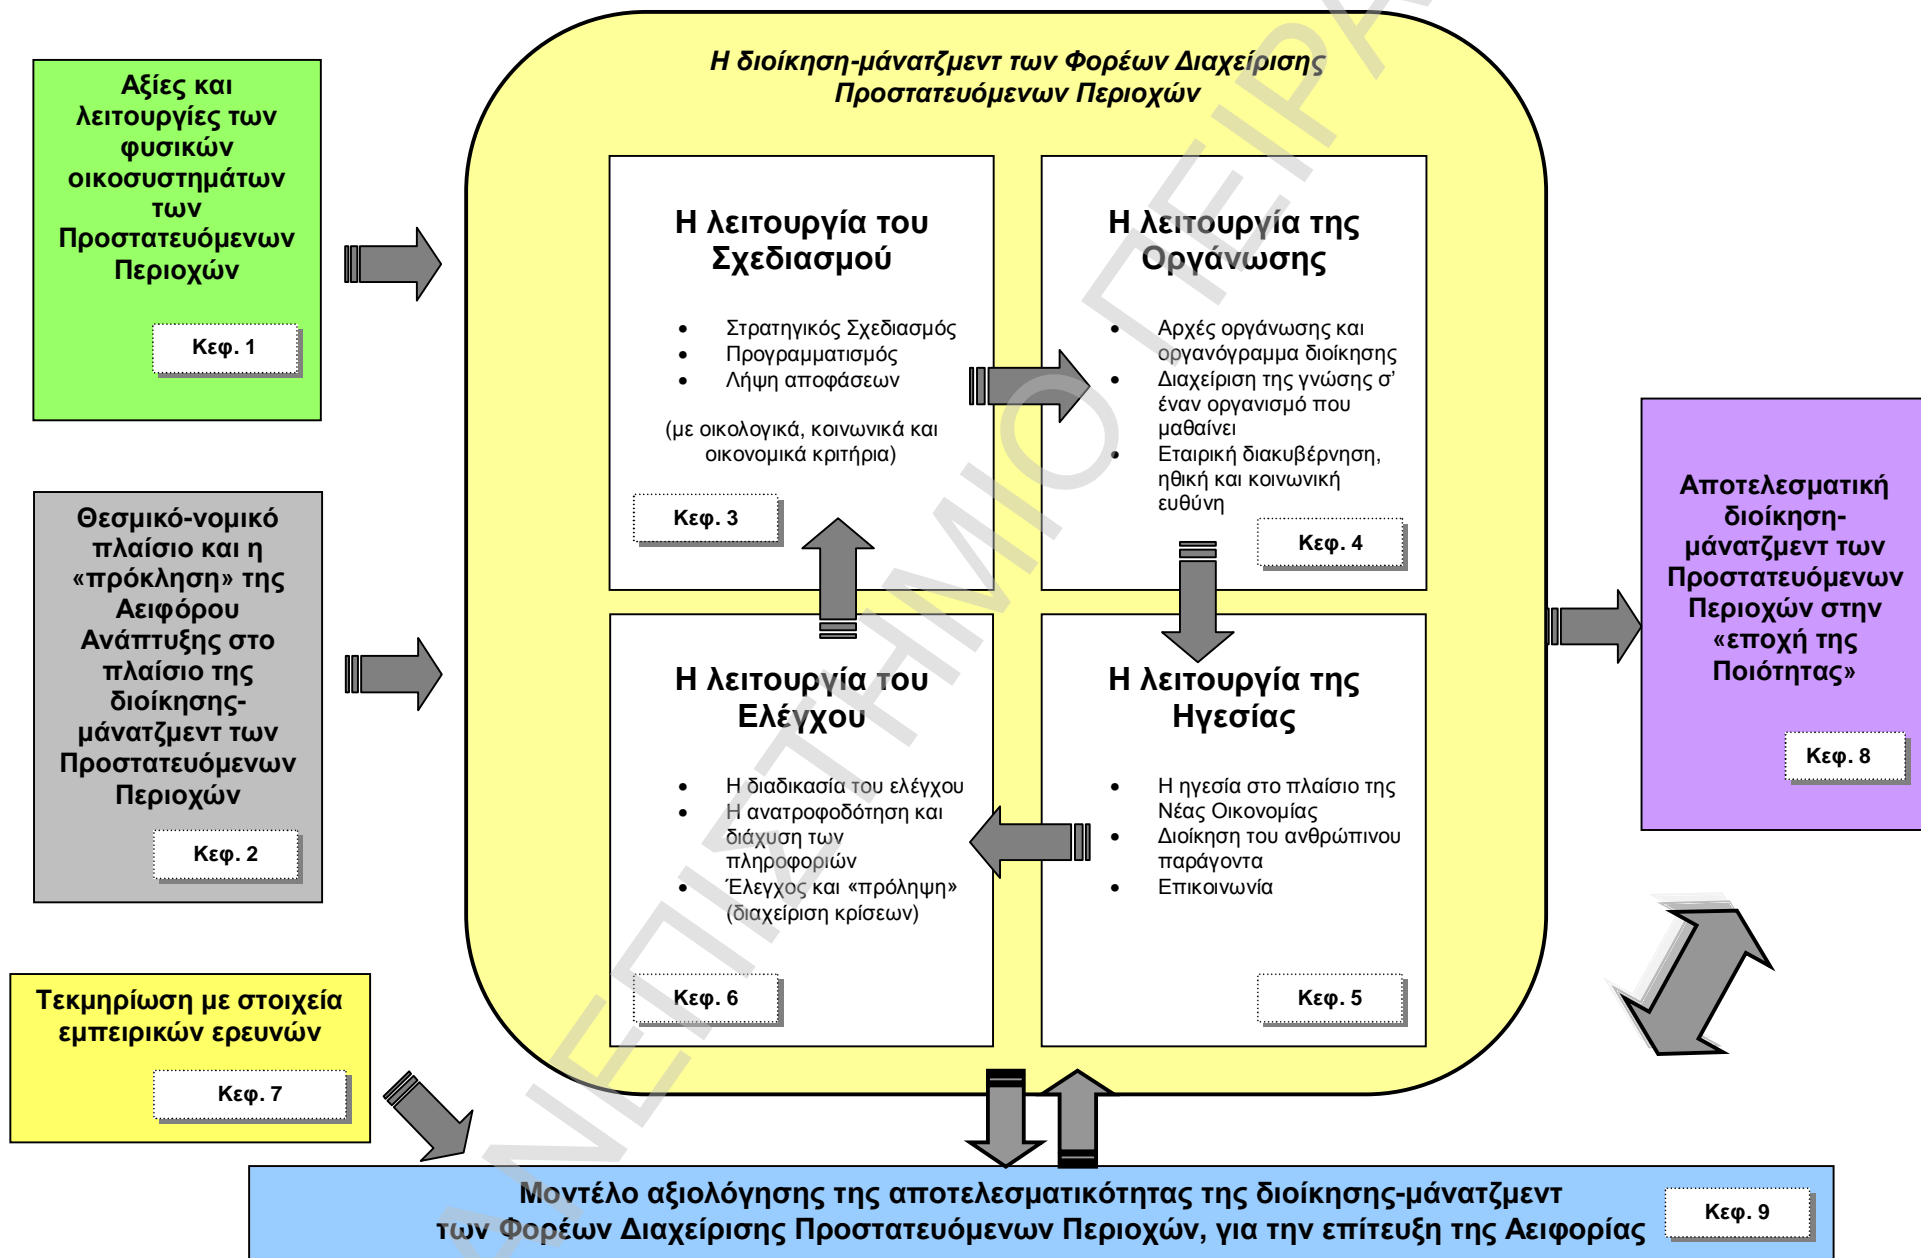 Η διοίκηση-μάνατζμεντ των Φορέων Διαχείρισης
Προστατευόμενων Περιοχών
Αξίες και
λειτουργίες των
φυσικών
οικοσυστημάτων
των
Προστατευόμενων
Περιοχών
Κεφ. 1
Θεσμικό-νομικό
πλαίσιο και η
«πρόκληση» της
Αειφόρου
Ανάπτυξης στο
πλαίσιο της
διοίκησης-
μάνατζμεντ των
Προστατευόμενων
Περιοχών
Κεφ. 2
Η λειτουργία του
Σχεδιασμού
• Στρατηγικός Σχεδιασμός
• Προγραμματισμός
• Λήψη αποφάσεων
(με οικολογικά, κοινωνικά και
οικονομικά κριτήρια)
Κεφ. 3
Η λειτουργία της
Οργάνωσης
• Αρχές οργάνωσης και
οργανόγραμμα διοίκησης
• Διαχείριση της γνώσης σ’
έναν οργανισμό που
μαθαίνει
• Εταιρική διακυβέρνηση,
ηθική και κοινωνική
ευθύνη
Κεφ. 4
Η λειτουργία του
Ελέγχου
• Η διαδικασία του ελέγχου
• Η ανατροφοδότηση και
διάχυση των
πληροφοριών
• Έλεγχος και «πρόληψη»
(διαχείριση κρίσεων)
Κεφ. 6
Η λειτουργία της
Ηγεσίας
• Η ηγεσία στο πλαίσιο της
Νέας Οικονομίας
• Διοίκηση του ανθρώπινου
παράγοντα
• Επικοινωνία
Κεφ. 5
Αποτελεσματική
διοίκηση-
μάνατζμεντ των
Προστατευόμενων
Περιοχών στην
«εποχή της
Ποιότητας»
Κεφ. 8
Τεκμηρίωση με στοιχεία
εμπειρικών ερευνών
Κεφ. 7
Μοντέλο αξιολόγησης της αποτελεσματικότητας της διοίκησης-μάνατζμεντ
των Φορέων Διαχείρισης Προστατευόμενων Περιοχών, για την επίτευξη της Αειφορίας
Κεφ. 9
ΑΝΕΠΙΣΤΗΜΙΟ ΠΕΙΡΑ